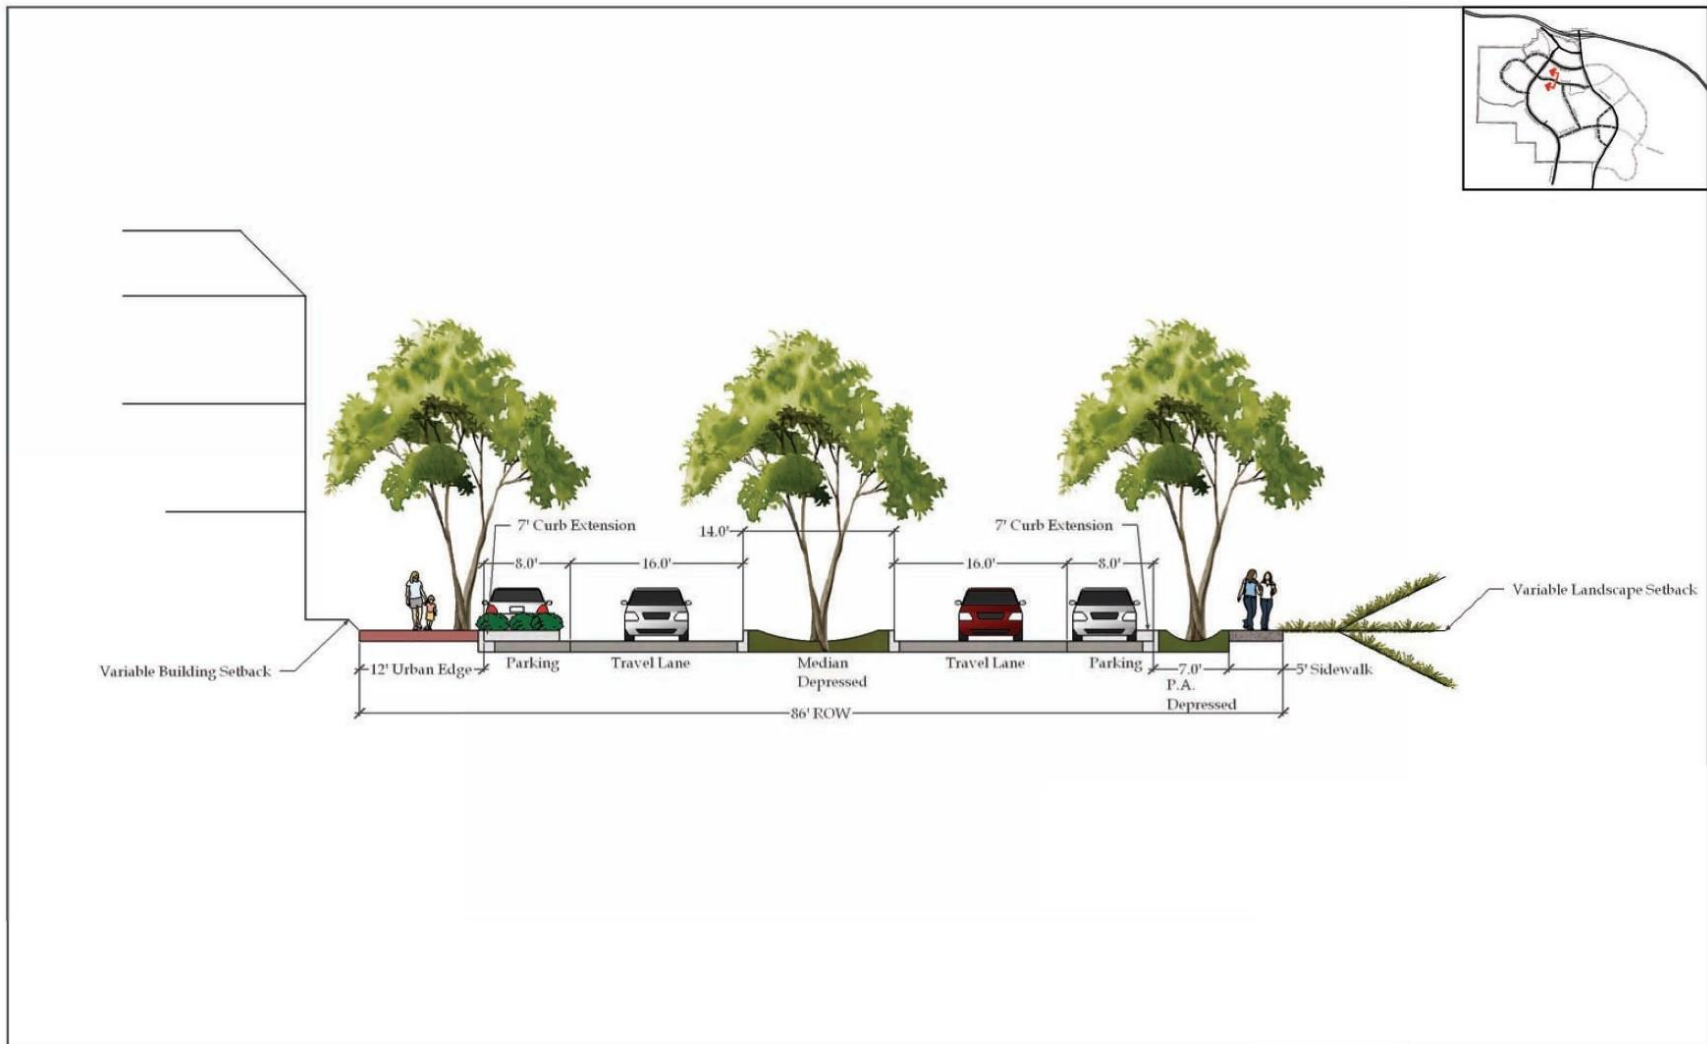 7' Curb Extension
7' Curb Extension
14.0'
8.0'
16.0'
16.0'
8.0'
Variable Landscape Setback
Variable Building Setback
12' Urban Edge
Parking
Travel Lane
Median
Depressed
Travel Lane
Parking
7.0'
P.A.
Depressed
5' Sidewalk
86' ROW